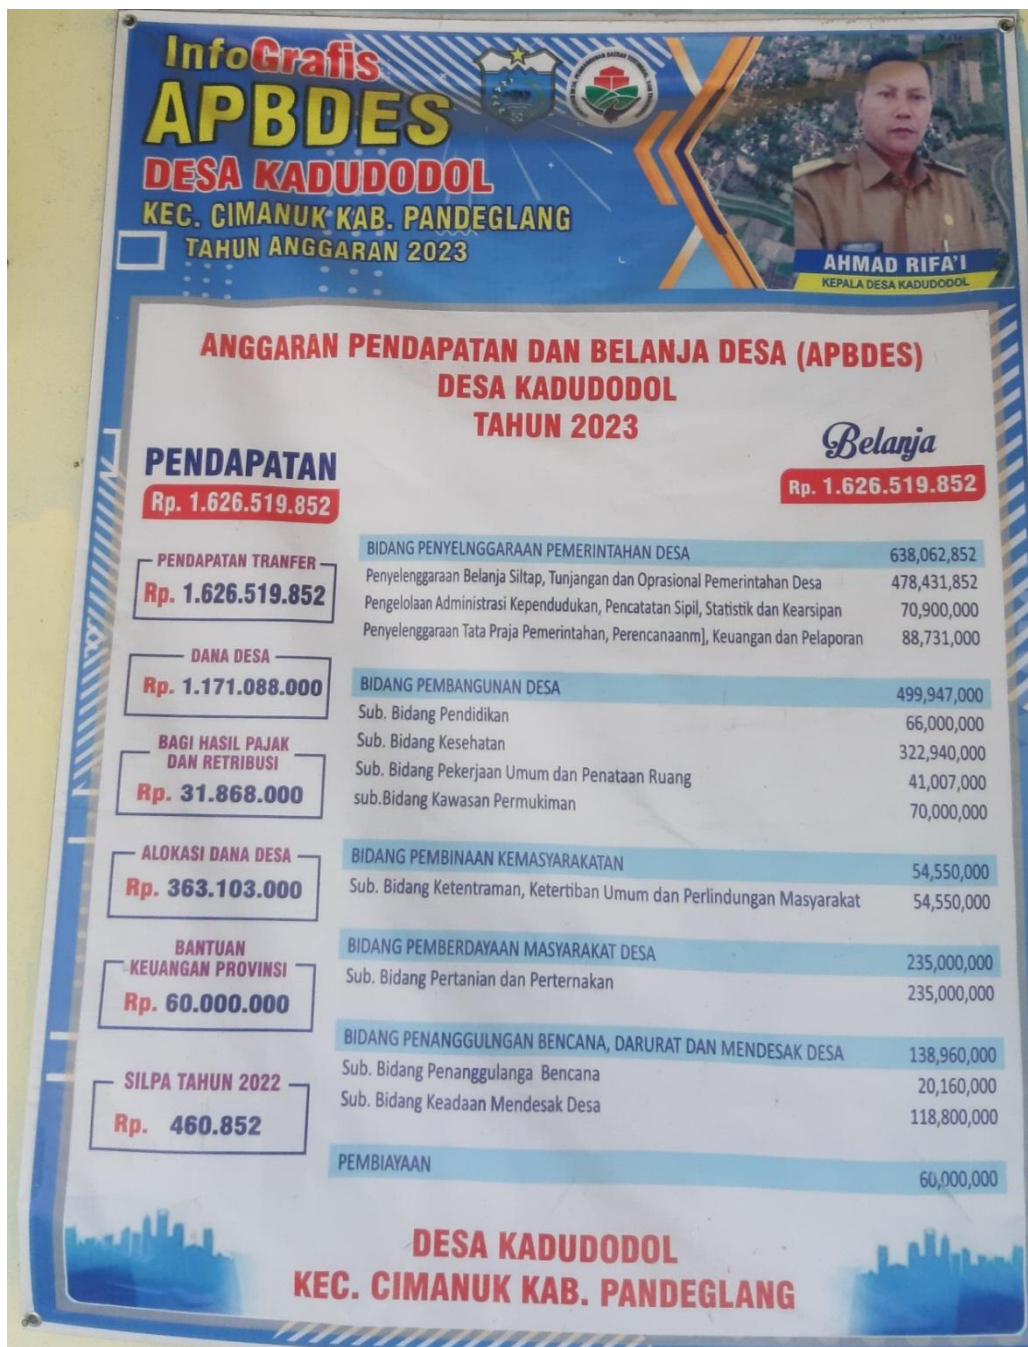 InfoGrafis
APBDES
DESA KADUDODOL
KEC. CIMANUK KAB. PANDEGLANG
TAHUN ANGGARAN 2023
AHMAD RIFA'I
KEPALA DESA KADUDODOL
ANGGARAN PENDAPATAN DAN BELANJA DESA (APBDES)
DESA KADUDODOL
TAHUN 2023
PENDAPATAN
Rp. 1.626.519.852
Belanja
Rp. 1.626.519.852
PENDAPATAN TRANFER
Rp. 1.626.519.852
DANA DESA
Rp. 1.171.088.000
BAGI HASIL PAJAK
DAN RETRIBUSI
Rp. 31.868.000
ALOKASI DANA DESA
Rp. 363.103.000
BANTUAN
KEUANGAN PROVINSI
Rp. 60.000.000
SILPA TAHUN 2022
Rp. 460.852
BIDANG PENYELNGGARAAN PEMERINTAHAN DESA 638,062,852
Penyelenggaraan Belanja Siltap, Tunjangan dan Oprasional Pemerintahan Desa 478,431,852
Pengelolaan Administrasi Kependudukan, Pencatatan Sipil, Statistik dan Kearsipan 70,900,000
Penyelenggaraan Tata Praja Pemerintahan, Perencanaanm], Keuangan dan Pelaporan 88,731,000
BIDANG PEMBANGUNAN DESA 499,947,000
Sub. Bidang Pendidikan 66,000,000
Sub. Bidang Kesehatan 322,940,000
Sub. Bidang Pekerjaan Umum dan Penataan Ruang 41,007,000
sub.Bidang Kawasan Permukiman 70,000,000
BIDANG PEMBINAAN KEMASYARAKATAN 54,550,000
Sub. Bidang Ketentraman, Ketertiban Umum dan Perlindungan Masyarakat 54,550,000
BIDANG PEMBERDAYAAN MASYARAKAT DESA 235,000,000
Sub. Bidang Pertanian dan Perternakan 235,000,000
BIDANG PENANGGULNGAN BENCANA, DARURAT DAN MENDESAK DESA 138,960,000
Sub. Bidang Penanggulanga Bencana 20,160,000
Sub. Bidang Keadaan Mendesak Desa 118,800,000
PEMBIAYAAN 60,000,000
DESA KADUDODOL
KEC. CIMANUK KAB. PANDEGLANG